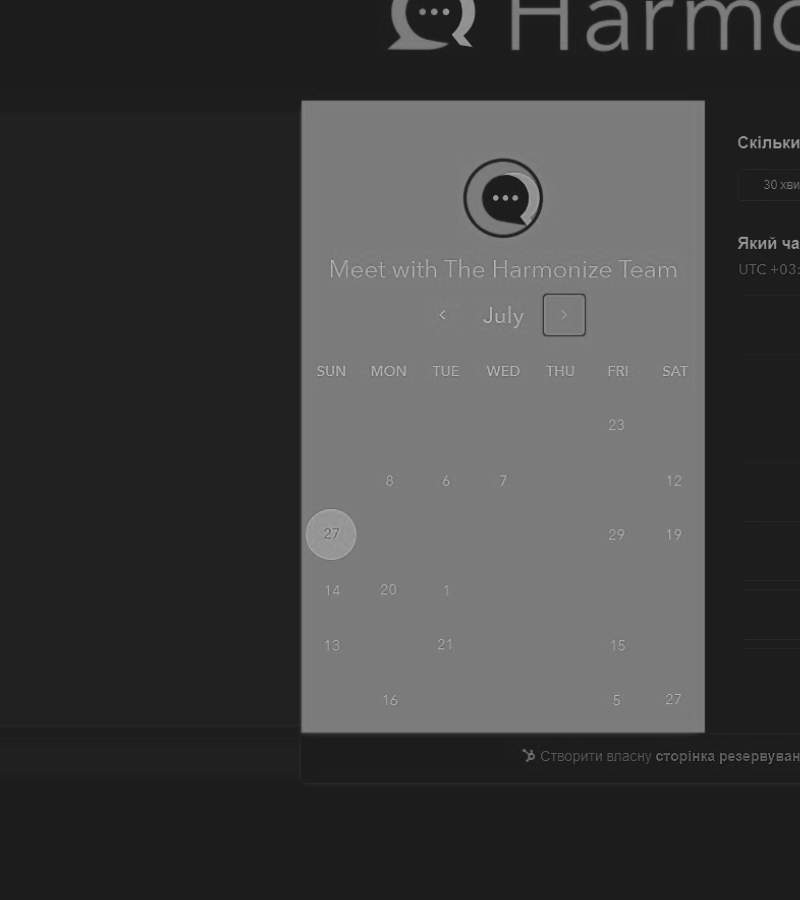 Harmo
Meet with The Harmonize Team
July
SUN MON TUE WED THU FRI SAT
23
8 6 7 12
27 29 19
14 20 1
13 21 15
16 5 27
Скільки
30 хви
Який ча
UTC +03:
Створити власну сторінка резервуван